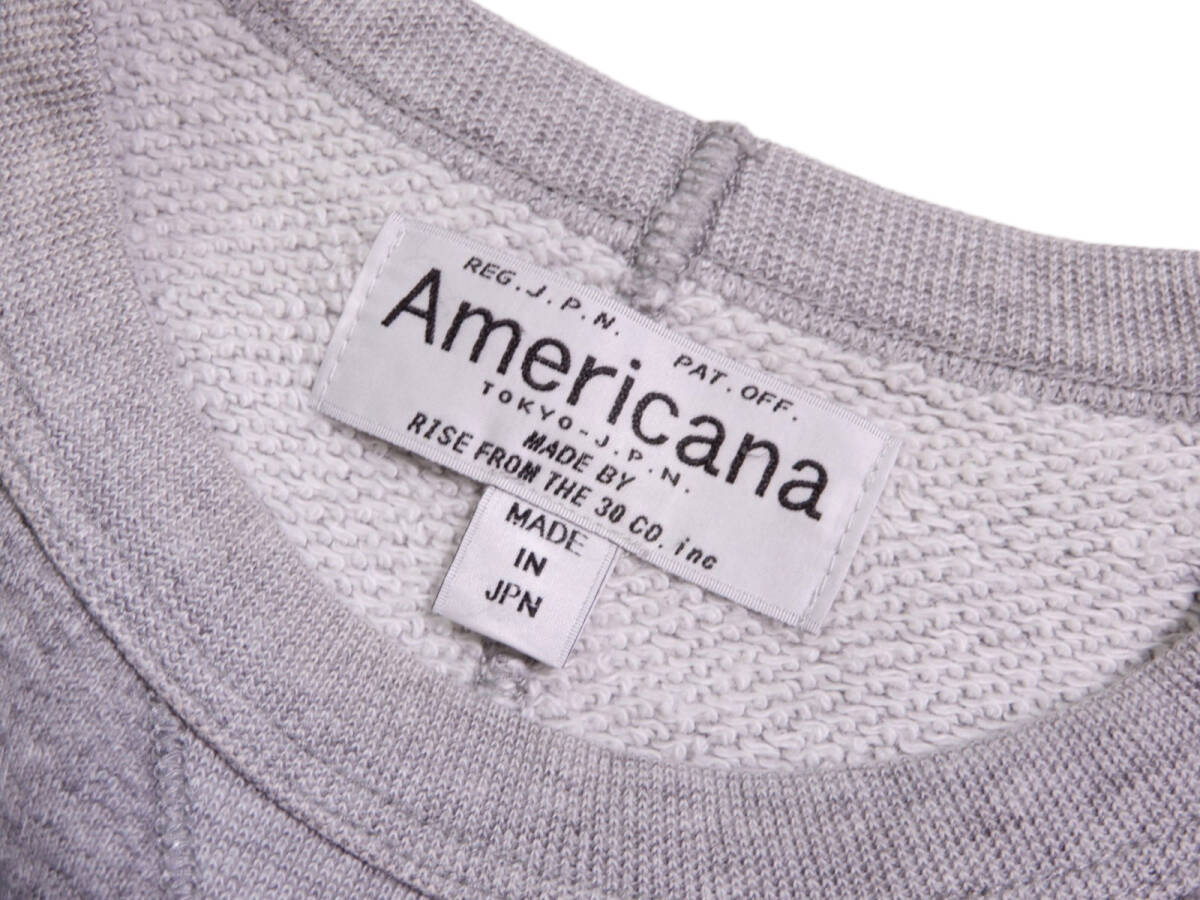 REG.J.P.N. PAT.OFF.
Americana
TOKYO-J.P.N.
MADE BY
RISE FROM THE 30 CO. inc
MADE
IN
JPN